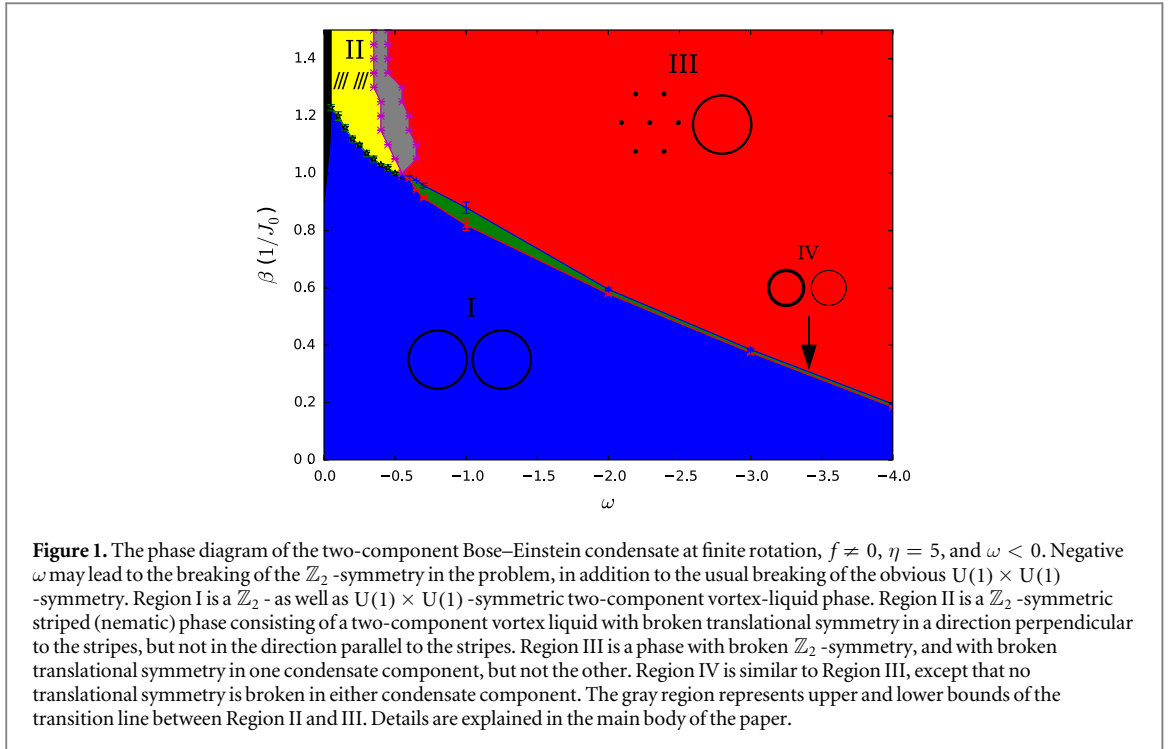 1.4
1.2
1.0
0.8
0.6
0.4
0.2
0 0
β (1/J₀)
II
III
I
IV
0.0 −0.5 −1.0 −1.5 −2.0 −2.5 −3.0 −3.5 −4.0
ω
Figure 1. The phase diagram of the two-component Bose–Einstein condensate at finite rotation, f ≠ 0, η = 5, and ω < 0. Negative
ω may lead to the breaking of the ℤ₂ -symmetry in the problem, in addition to the usual breaking of the obvious U(1) × U(1)
-symmetry. Region I is a ℤ₂ - as well as U(1) × U(1) -symmetric two-component vortex-liquid phase. Region II is a ℤ₂ -symmetric
striped (nematic) phase consisting of a two-component vortex liquid with broken translational symmetry in a direction perpendicular
to the stripes, but not in the direction parallel to the stripes. Region III is a phase with broken ℤ₂ -symmetry, and with broken
translational symmetry in one condensate component, but not the other. Region IV is similar to Region III, except that no
translational symmetry is broken in either condensate component. The gray region represents upper and lower bounds of the
transition line between Region II and III. Details are explained in the main body of the paper.